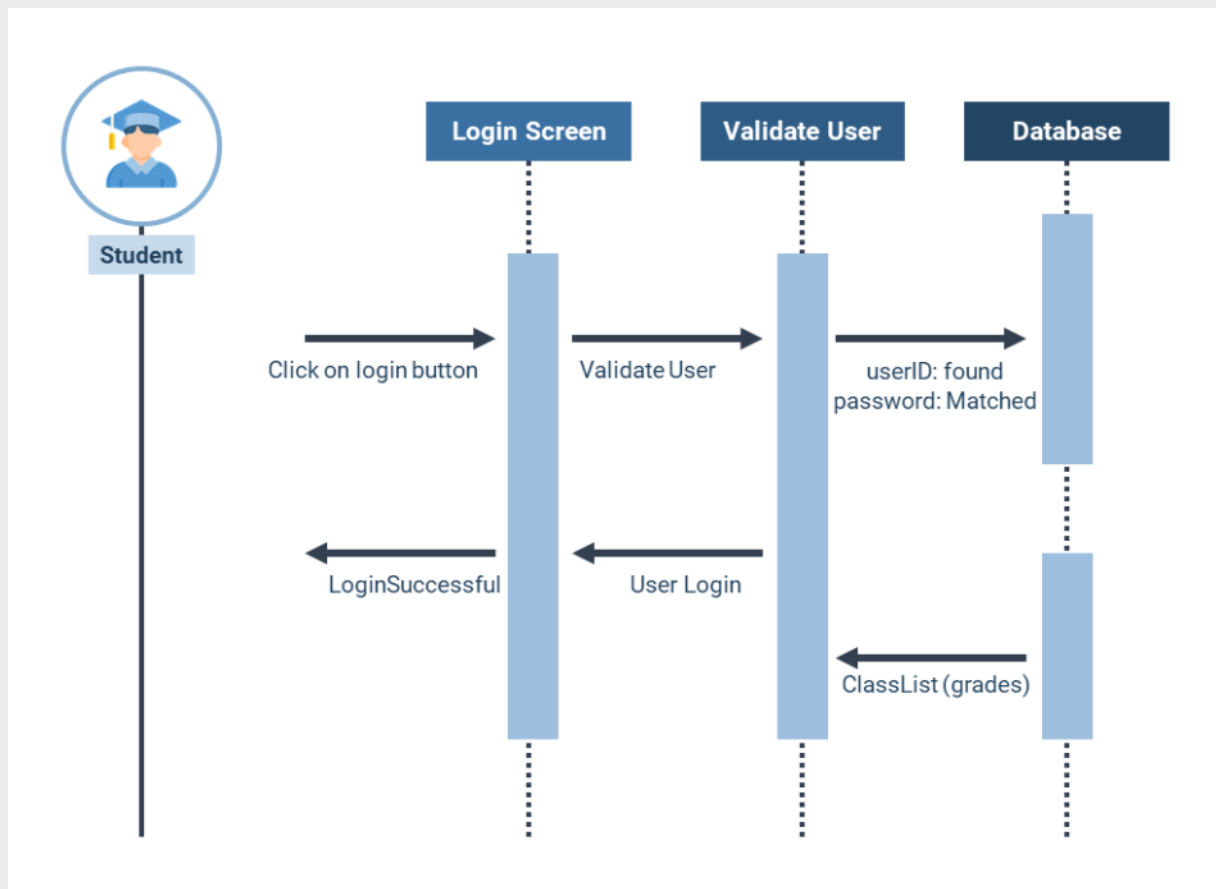 Login Screen
Validate User
Database
Student
Click on login button
Validate User
userID: found
password: Matched
LoginSuccessful
User Login
ClassList (grades)